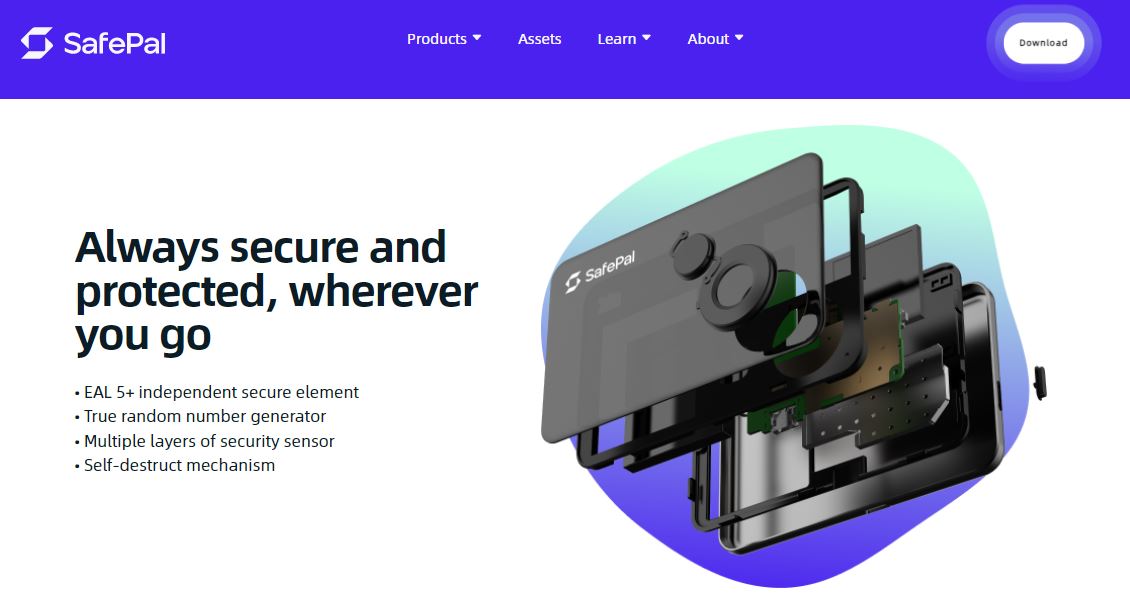 SafePal
Products
Assets
Learn
About
Download
SafePal
Always secure and
protected, wherever
you go
• EAL 5+ independent secure element
• True random number generator
• Multiple layers of security sensor
• Self-destruct mechanism